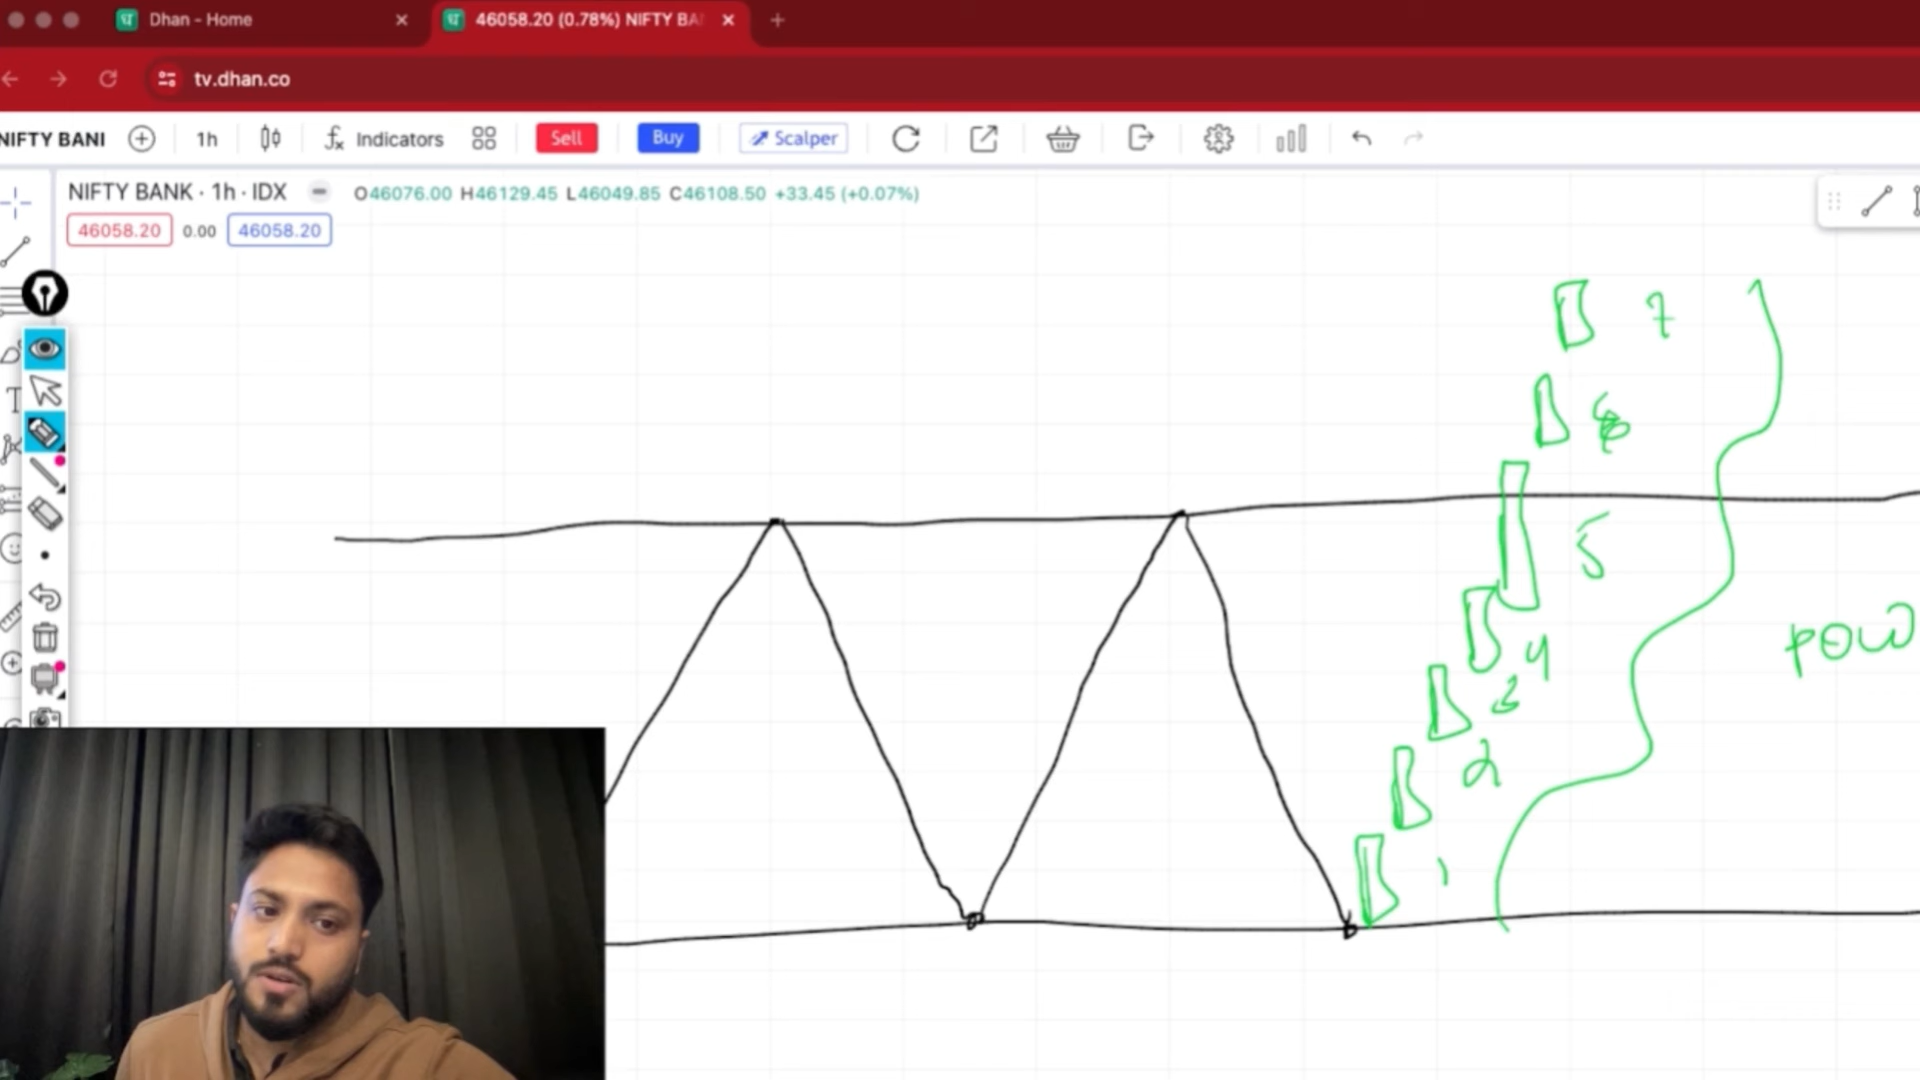 Dhan - Home
46058.20 (0.78%) NIFTY BA
tv.dhan.co
NIFTY BANI
1h
Indicators
Sell
Buy
Scalper
NIFTY BANK · 1h · IDX
O46076.00 H46129.45 L46049.85 C46108.50 +33.45 (+0.07%)
46058.20
0.00
46058.20
7
5
pow
4
3
2
1